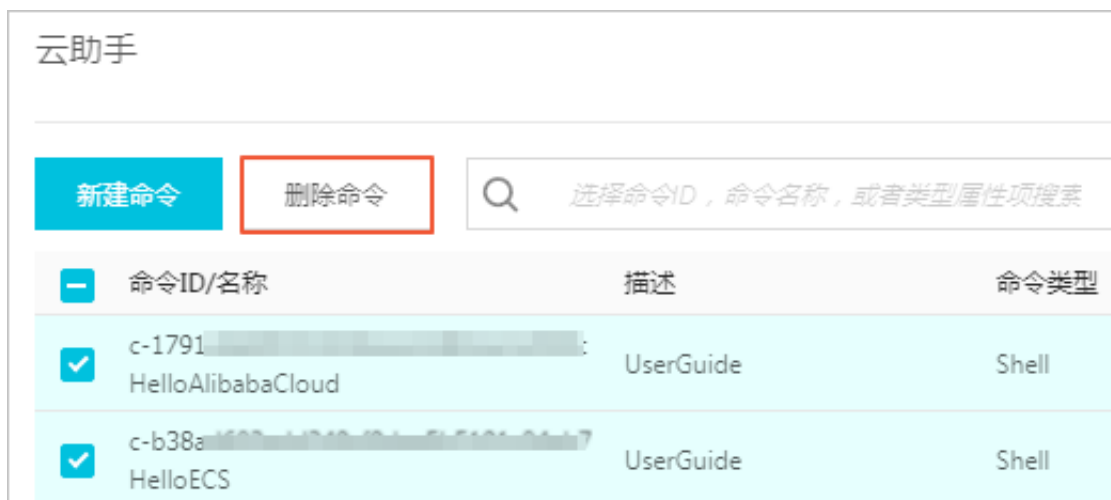 云助手
新建命令 删除命令 选择命令ID，命令名称，或者类型属性项搜索
命令ID/名称 描述 命令类型
c-1791
HelloAlibabaCloud UserGuide Shell
c-b38a
HelloECS UserGuide Shell